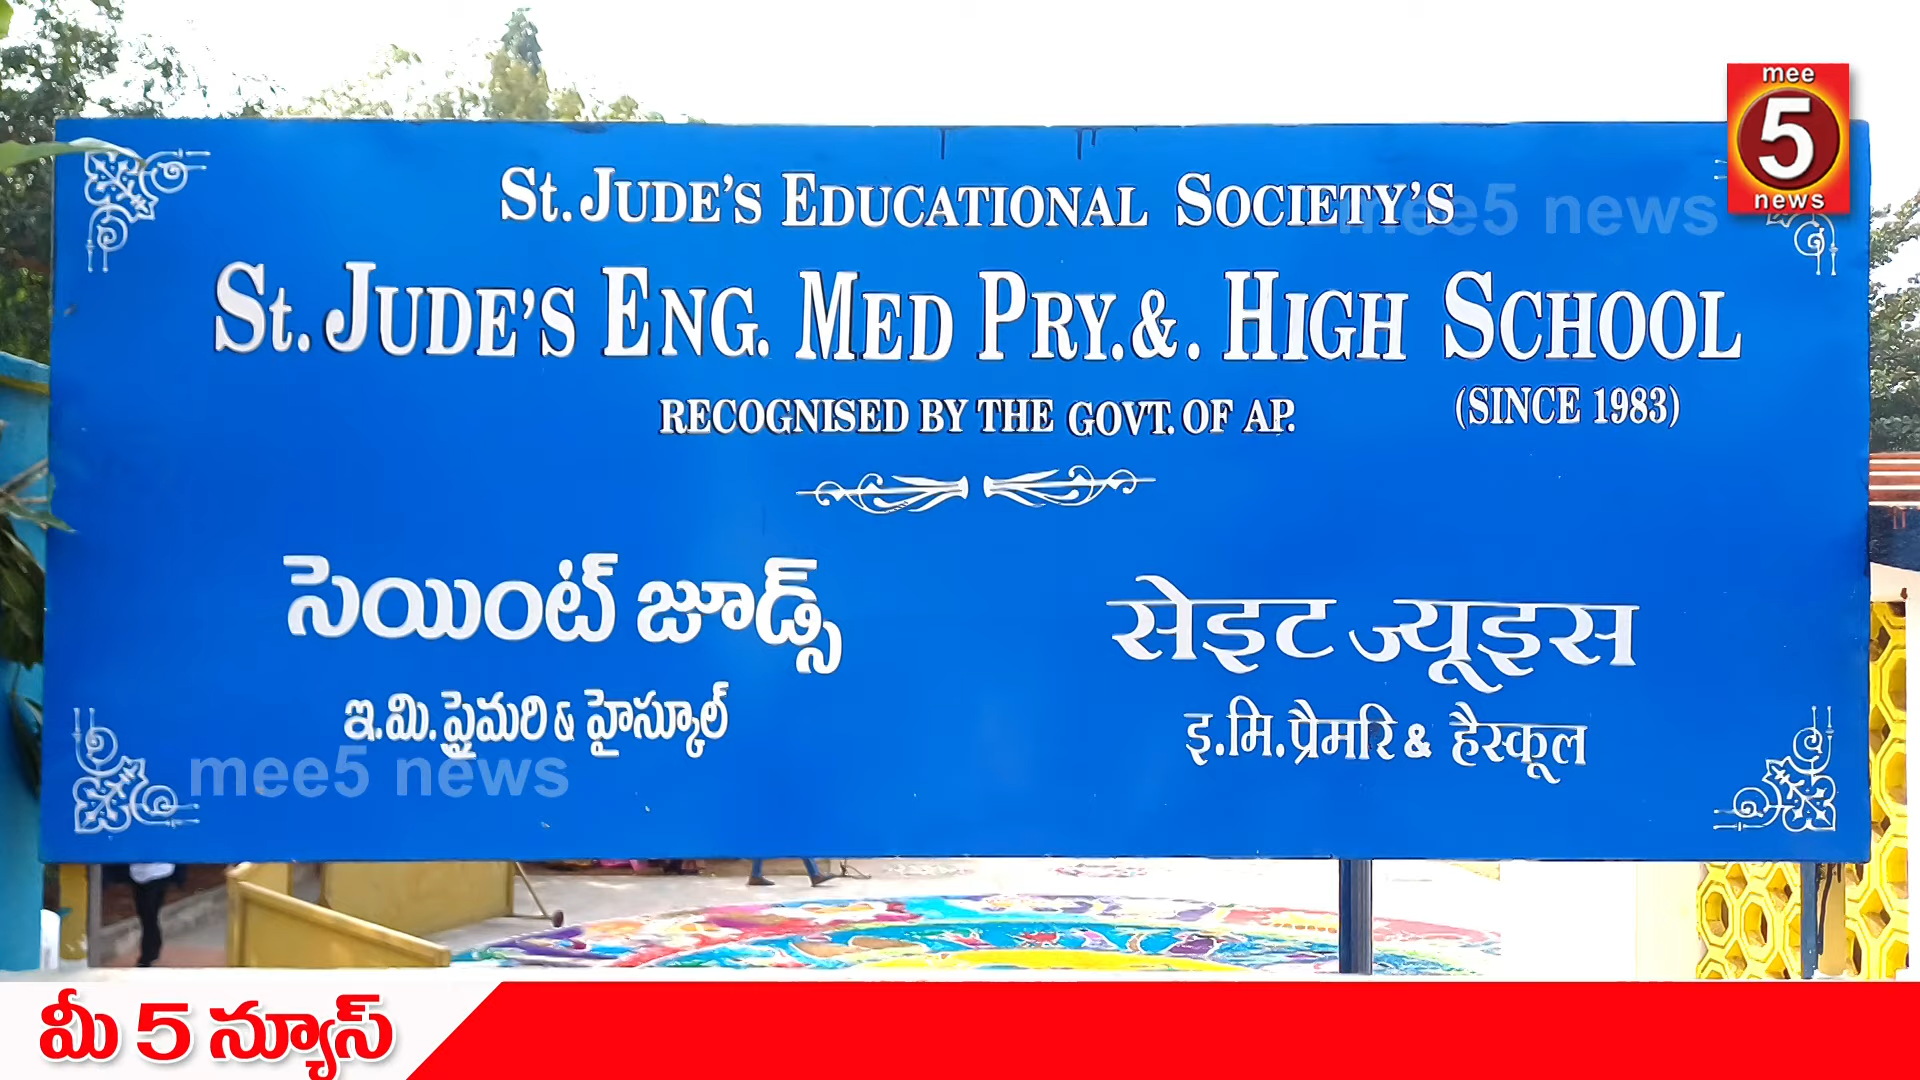 mee
5
news
St. JUDE'S EDUCATIONAL SOCIETY'S
mee5 news
St. JUDE'S ENG. MED PRY.&. HIGH SCHOOL
RECOGNISED BY THE GOVT. OF AP.
(SINCE 1983)
సెయింట్ జూడ్స్
सेइट ज्यूइस
ఇ.మి.ప్రైమరి & హైస్కూల్
इ.मि.प्रैमरि & हैस्कूल
mee5 news
మీ 5 న్యూస్